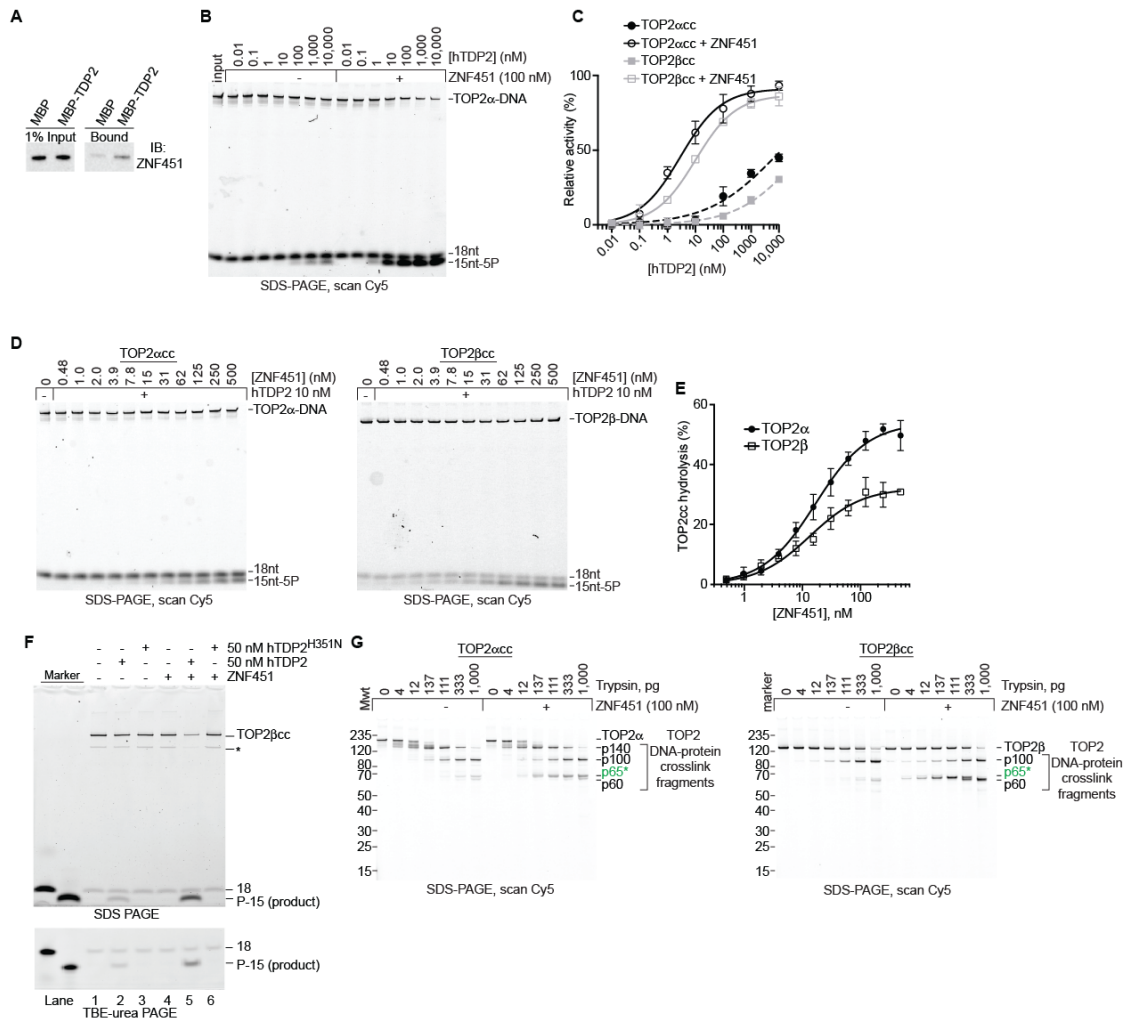 A
MBP
MBP-TDP2
MBP
MBP-TDP2
1% Input
Bound
IB:
ZNF451
B
input
0.01
0.1
1
10
100
1,000
10,000
0.01
0.1
1
10
100
1,000
10,000
[hTDP2] (nM)
-
+
ZNF451 (100 nM)
TOP2α-DNA
18nt
15nt-5P
SDS-PAGE, scan Cy5
C
TOP2αcc
TOP2αcc + ZNF451
TOP2βcc
TOP2βcc + ZNF451
Relative activity (%)
100
50
0
0.01
0.1
1
10
100
1000
10,000
[hTDP2] (nM)
D
TOP2αcc
0
0.48
1.0
2.0
3.9
7.8
15
31
62
125
250
500
[ZNF451] (nM)
-
+
hTDP2 10 nM
TOP2α-DNA
18nt
15nt-5P
SDS-PAGE, scan Cy5
TOP2βcc
0
0.48
1.0
2.0
3.9
7.8
15
31
62
125
250
500
[ZNF451] (nM)
-
+
hTDP2 10 nM
TOP2β-DNA
18nt
15nt-5P
SDS-PAGE, scan Cy5
E
TOP2α
TOP2β
TOP2cc hydrolysis (%)
60
40
20
0
1
10
100
[ZNF451], nM
F
- - + - - + 50 nM hTDP2H351N
- + - - + - 50 nM hTDP2
- - - + + + ZNF451
Marker
TOP2βcc
*
18
P-15 (product)
SDS PAGE
18
P-15 (product)
Lane 1 2 3 4 5 6
TBE-urea PAGE
G
TOP2αcc
Mwt
0
4
12
137
111
333
1,000
0
4
12
137
111
333
1,000
Trypsin, pg
-
+
ZNF451 (100 nM)
235
120
80
70
50
40
30
25
15
TOP2α
p140
p100
p65*
p60
TOP2
DNA-protein
crosslink
fragments
SDS-PAGE, scan Cy5
TOP2βcc
marker
0
4
12
137
111
333
1,000
0
4
12
137
111
333
1,000
Trypsin, pg
-
+
ZNF451 (100 nM)
235
120
80
70
50
40
30
25
15
TOP2β
p100
p65*
p60
TOP2
DNA-protein
crosslink
fragments
SDS-PAGE, scan Cy5